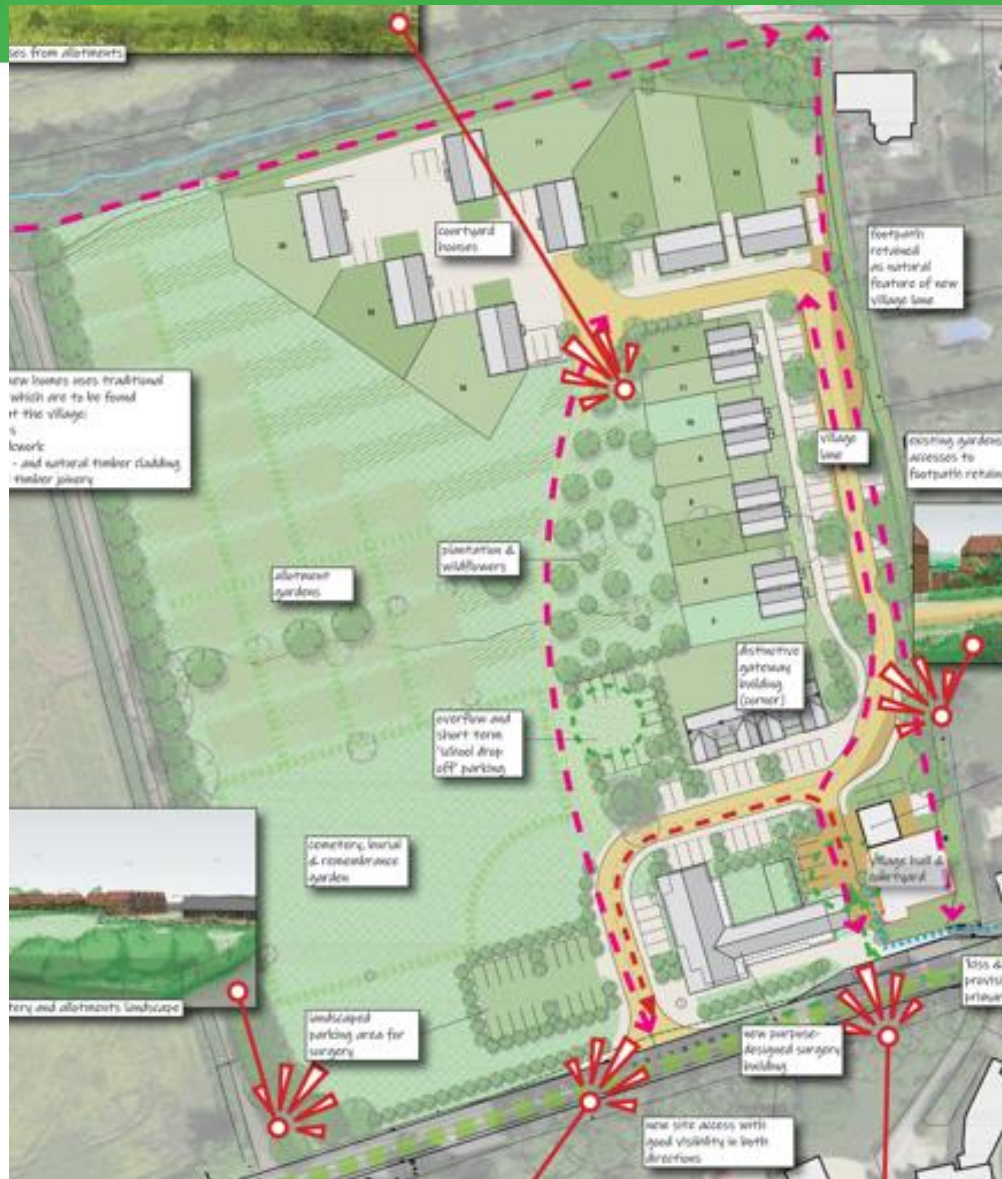 ses from allotments
courtyard
houses
footpath
retained
as natural
feature of new
village lane
new homes uses traditional
which are to be found
at the village:
s
kwork
- and natural timber cladding
timber joinery
village
lane
existing gardens
accesses to
footpath retain
plantation &
wildflowers
allotment
gardens
distinctive
gateway
building
(corner)
overflow and
short term
'school drop
off' parking
cemetery, burial
& remembrance
garden
village hall &
courtyard
tery and allotments landscape
landscaped
parking area for
surgery
'kiss &
provisi
primar
new purpose-
designed surgery
building
new site access with
good visibility in both
directions